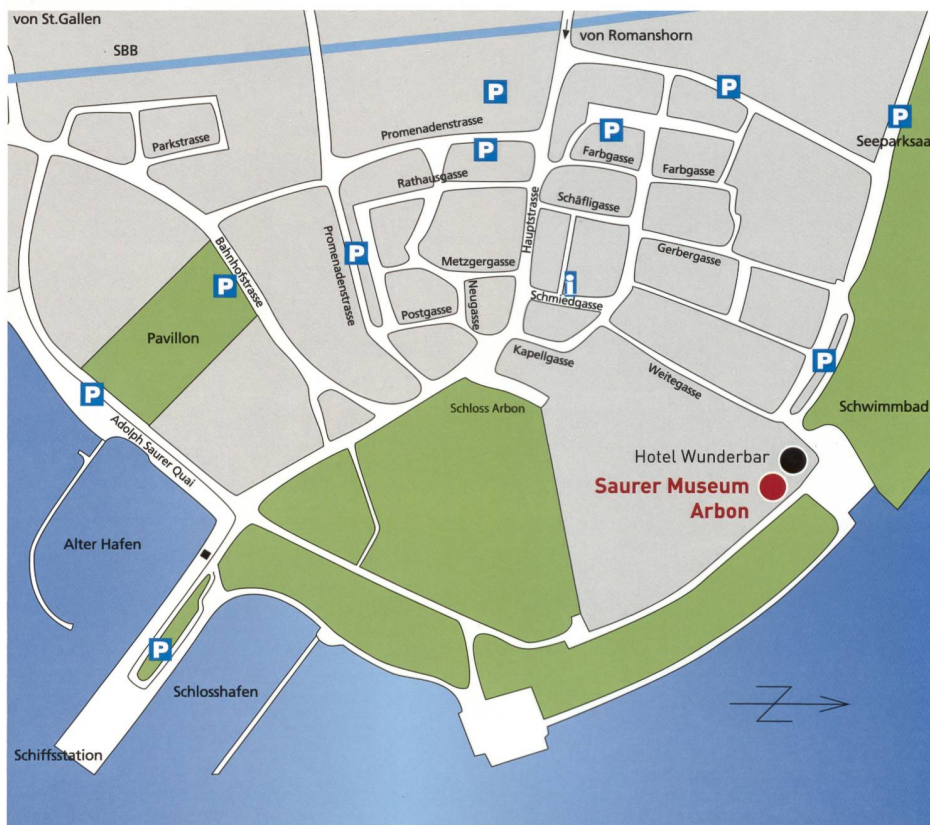 von St.Gallen
SBB
von Romanshorn
P
P
Promenadenstrasse
P
P
P
Seeparksaa
Parkstrasse
Farbgasse
Farbgasse
Rathausgasse
Schäfligasse
Hauptstrasse
Promenadenstrasse
P
Bahnhofstrasse
P
Metzgergasse
Gerbergasse
i
Neugasse
Schmiedgasse
Postgasse
Pavillon
Kapellgasse
Weitegasse
P
P
Schloss Arbon
Schwimmbad
Adolph Saurer Quai
Hotel Wunderbar
Saurer Museum
Arbon
Alter Hafen
P
Schlosshafen
Z
Schiffsstation